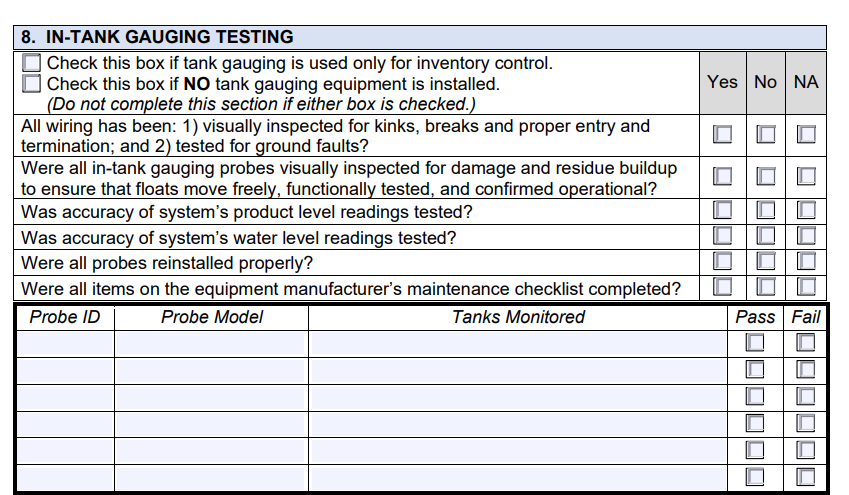 8. IN-TANK GAUGING TESTING
Check this box if tank gauging is used only for inventory control.
Check this box if NO tank gauging equipment is installed.
(Do not complete this section if either box is checked.)
Yes No NA
All wiring has been: 1) visually inspected for kinks, breaks and proper entry and
termination; and 2) tested for ground faults?
Were all in-tank gauging probes visually inspected for damage and residue buildup
to ensure that floats move freely, functionally tested, and confirmed operational?
Was accuracy of system's product level readings tested?
Was accuracy of system's water level readings tested?
Were all probes reinstalled properly?
Were all items on the equipment manufacturer's maintenance checklist completed?
Probe ID Probe Model Tanks Monitored Pass Fail